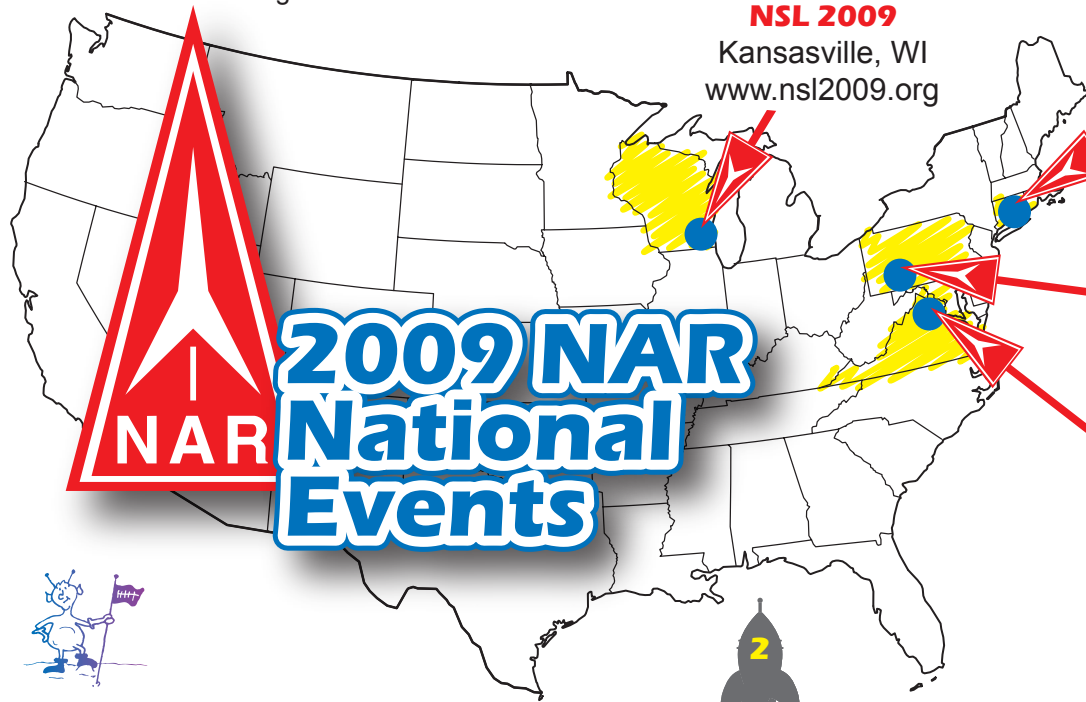 NSL 2009
Kansasville, WI
www.nsl2009.org
NAR
2009 NAR
National
Events
2